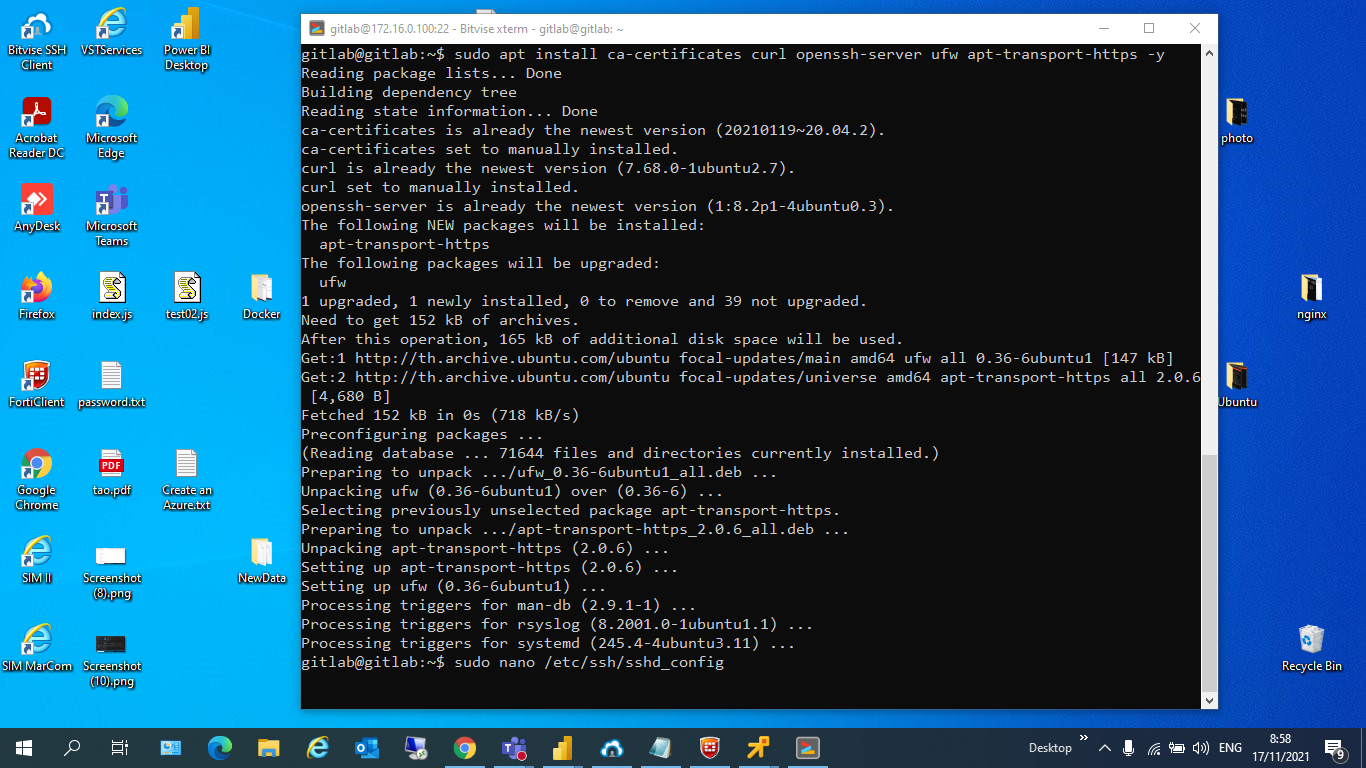 gitlab@172.16.0.100:22 - Bitvise xterm - gitlab@gitlab: ~
gitlab@gitlab:~$ sudo apt install ca-certificates curl openssh-server ufw apt-transport-https -y
Reading package lists... Done
Building dependency tree
Reading state information... Done
ca-certificates is already the newest version (20210119~20.04.2).
ca-certificates set to manually installed.
curl is already the newest version (7.68.0-1ubuntu2.7).
curl set to manually installed.
openssh-server is already the newest version (1:8.2p1-4ubuntu0.3).
The following NEW packages will be installed:
apt-transport-https
The following packages will be upgraded:
ufw
1 upgraded, 1 newly installed, 0 to remove and 39 not upgraded.
Need to get 152 kB of archives.
After this operation, 165 kB of additional disk space will be used.
Get:1 http://th.archive.ubuntu.com/ubuntu focal-updates/main amd64 ufw all 0.36-6ubuntu1 [147 kB]
Get:2 http://th.archive.ubuntu.com/ubuntu focal-updates/universe amd64 apt-transport-https all 2.0.6
[4,680 B]
Fetched 152 kB in 0s (718 kB/s)
Preconfiguring packages ...
(Reading database ... 71644 files and directories currently installed.)
Preparing to unpack .../ufw_0.36-6ubuntu1_all.deb ...
Unpacking ufw (0.36-6ubuntu1) over (0.36-6) ...
Selecting previously unselected package apt-transport-https.
Preparing to unpack .../apt-transport-https_2.0.6_all.deb ...
Unpacking apt-transport-https (2.0.6) ...
Setting up apt-transport-https (2.0.6) ...
Setting up ufw (0.36-6ubuntu1) ...
Processing triggers for man-db (2.9.1-1) ...
Processing triggers for rsyslog (8.2001.0-1ubuntu1.1) ...
Processing triggers for systemd (245.4-4ubuntu3.11) ...
gitlab@gitlab:~$ sudo nano /etc/ssh/sshd_config
Bitvise SSH
Client
VSTServices
Power BI
Desktop
Acrobat
Reader DC
Microsoft
Edge
AnyDesk
Microsoft
Teams
Firefox
index.js
test02.js
Docker
FortiClient
password.txt
Google
Chrome
PDF
tao.pdf
Create an
Azure.txt
SIM II
Screenshot
(8).png
NewData
SIM MarCom
Screenshot
(10).png
photo
nginx
Ubuntu
Recycle Bin
Desktop
ENG
8:58
17/11/2021
9